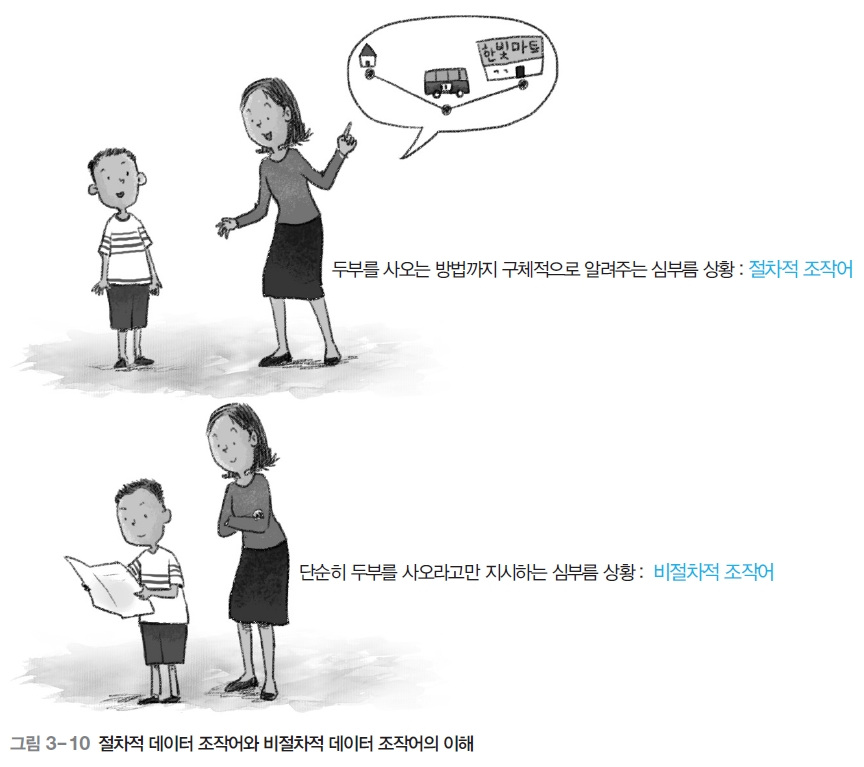 한빛마트
두부를 사오는 방법까지 구체적으로 알려주는 심부름 상황 : 절차적 조작어
단순히 두부를 사오라고만 지시하는 심부름 상황 : 비절차적 조작어
그림 3-10 절차적 데이터 조작어와 비절차적 데이터 조작어의 이해